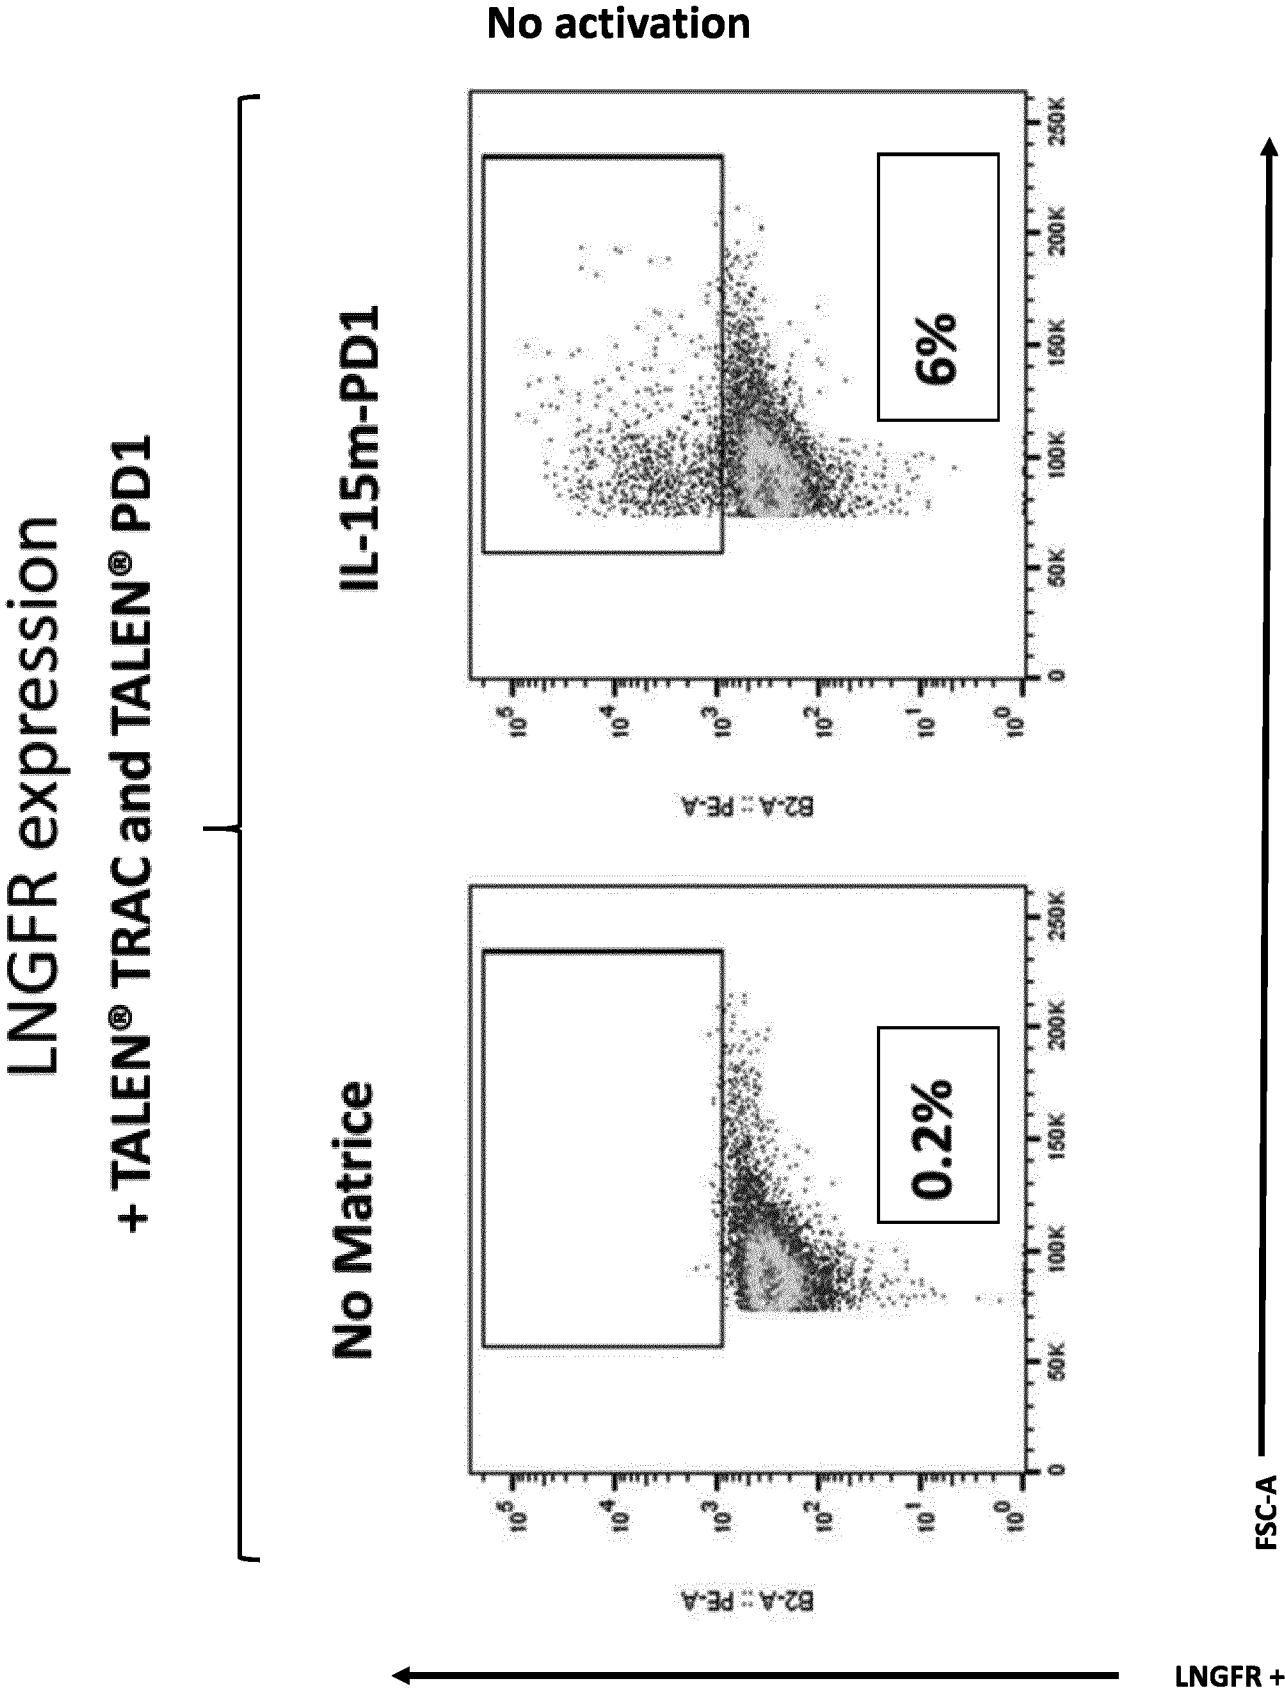 LNGFR expression
+ TALEN® TRAC and TALEN® PD1
No Matrice
IL-15m-PD1
No activation
B2-A :: PE-A
10^5
10^4
10^3
10^2
10^1
10^0
0
50K
100K
150K
200K
250K
0.2%
B2-A :: PE-A
10^5
10^4
10^3
10^2
10^1
10^0
0
50K
100K
150K
200K
250K
6%
LNGFR +
FSC-A